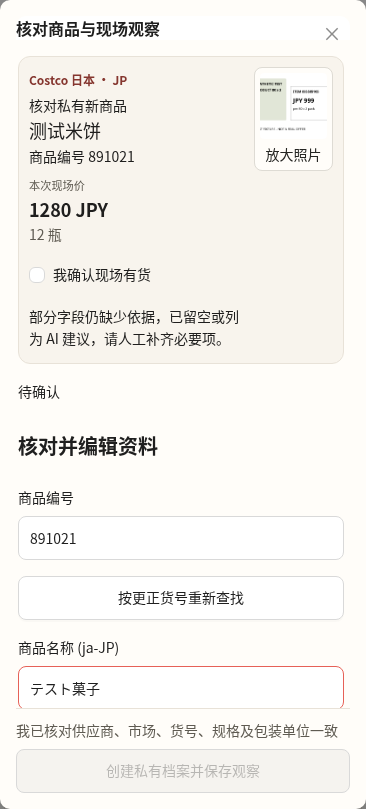 核对商品与现场观察
Costco 日本 · JP
核对私有新商品
测试米饼
商品编号 891021
本次现场价
1280 JPY
12 瓶
JPY 999
放大照片
我确认现场有货
部分字段仍缺少依据，已留空或列
为 AI 建议，请人工补齐必要项。
待确认
核对并编辑资料
商品编号
891021
按更正货号重新查找
商品名称 (ja-JP)
テスト菓子
我已核对供应商、市场、货号、规格及包装单位一致
创建私有档案并保存观察